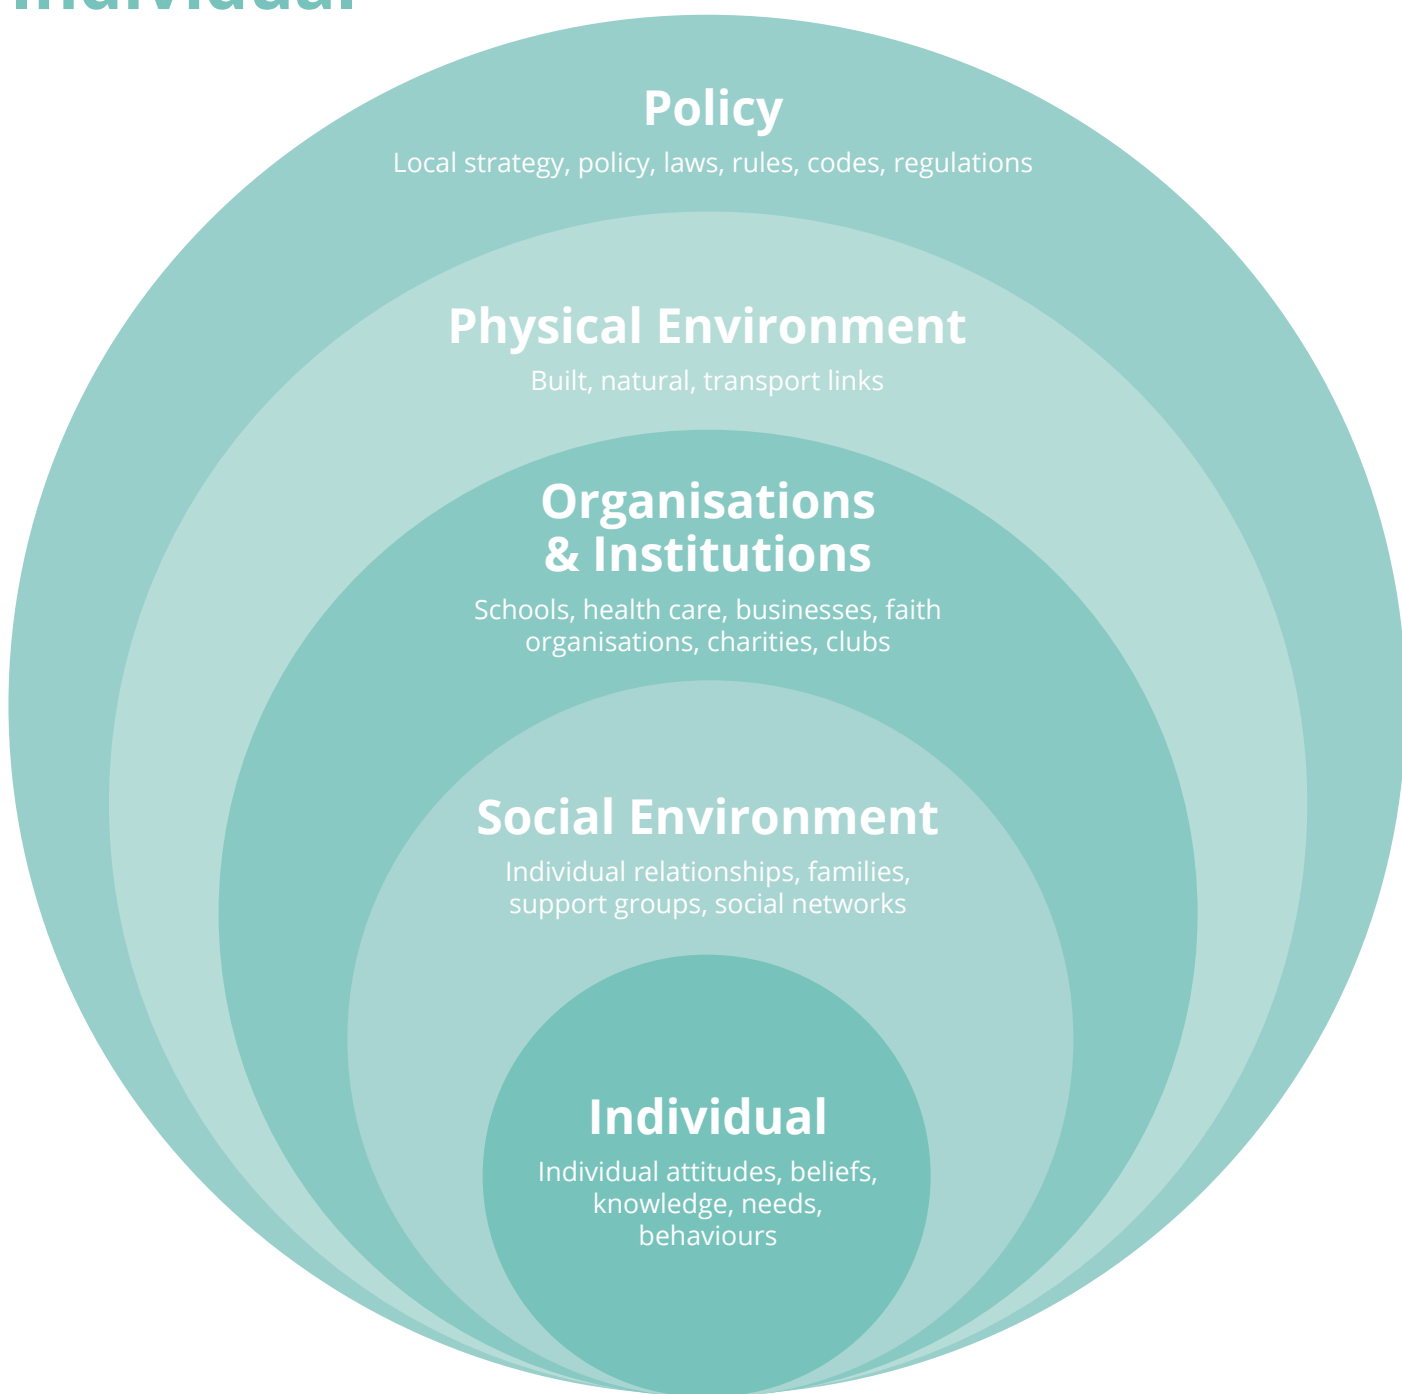 Individual
Policy
Local strategy, policy, laws, rules, codes, regulations
Physical Environment
Built, natural, transport links
Organisations
& Institutions
Schools, health care, businesses, faith
organisations, charities, clubs
Social Environment
Individual relationships, families,
support groups, social networks
Individual
Individual attitudes, beliefs,
knowledge, needs,
behaviours